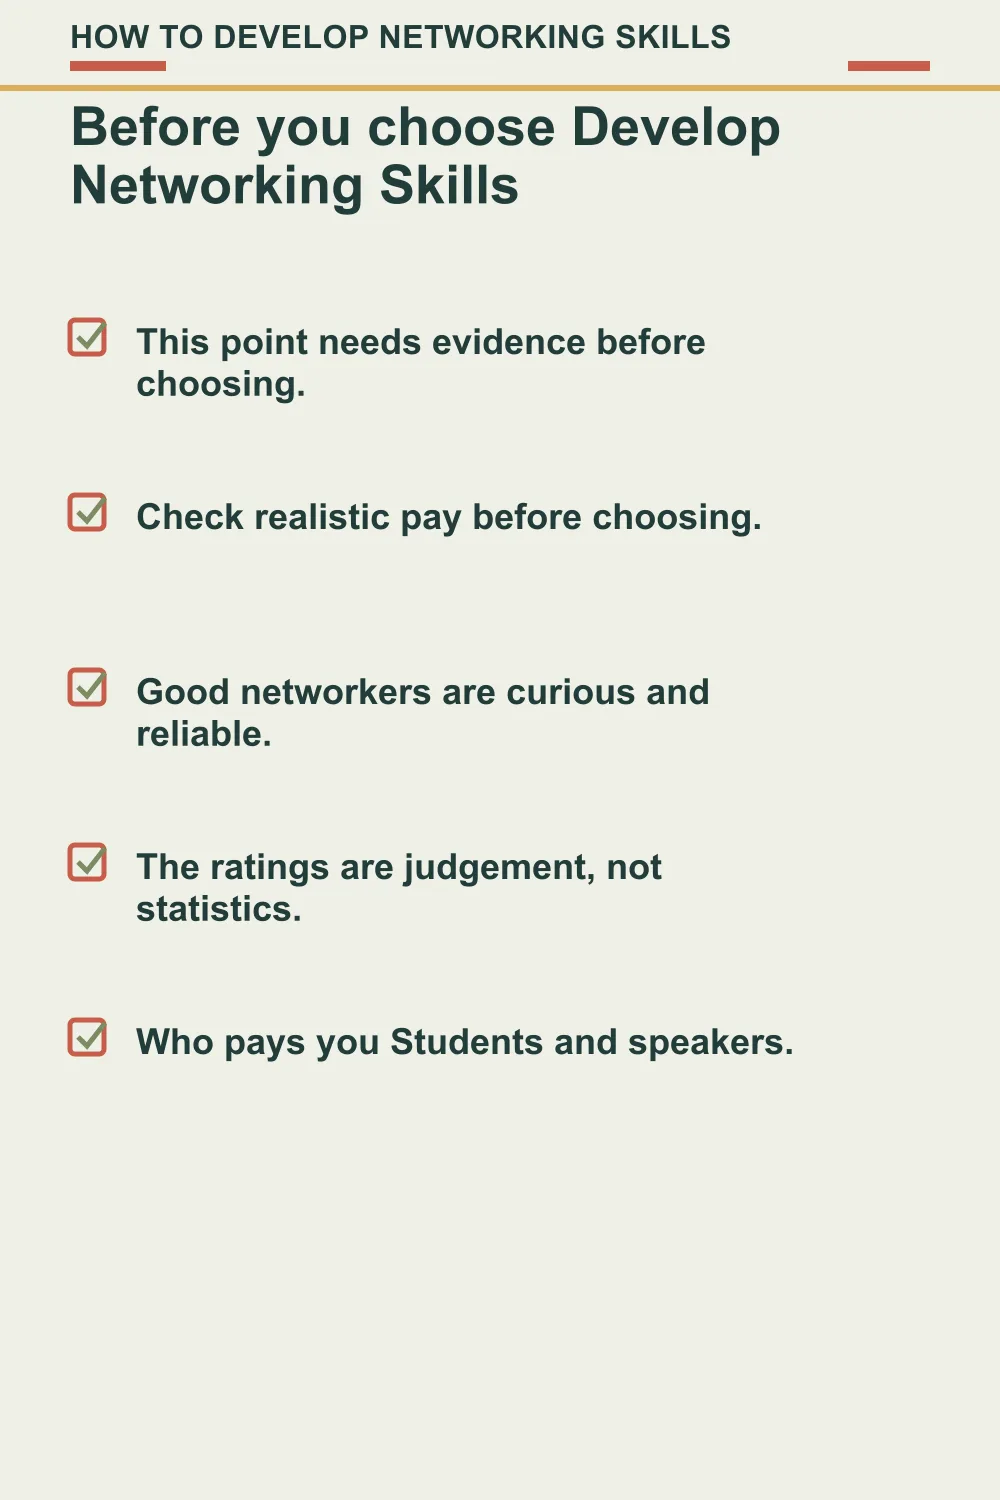 HOW TO DEVELOP NETWORKING SKILLS
Before you choose Develop
Networking Skills
This point needs evidence before
choosing.
Check realistic pay before choosing.
Good networkers are curious and
reliable.
The ratings are judgement, not
statistics.
Who pays you Students and speakers.